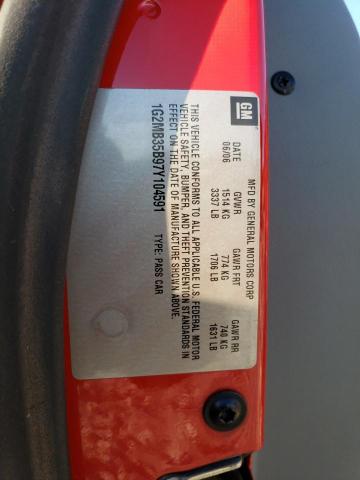 GM
MFD BY GENERAL MOTORS CORP
DATE GVWR GAWR FRT GAWR RR
06/06 1514 KG 774 KG 740 KG
3337 LB 1706 LB 1631 LB
THIS VEHICLE CONFORMS TO ALL APPLICABLE U.S. FEDERAL MOTOR
VEHICLE SAFETY, BUMPER, AND THEFT PREVENTION STANDARDS IN
EFFECT ON THE DATE OF MANUFACTURE SHOWN ABOVE.
1G2MB35B97Y104591 TYPE: PASS CAR